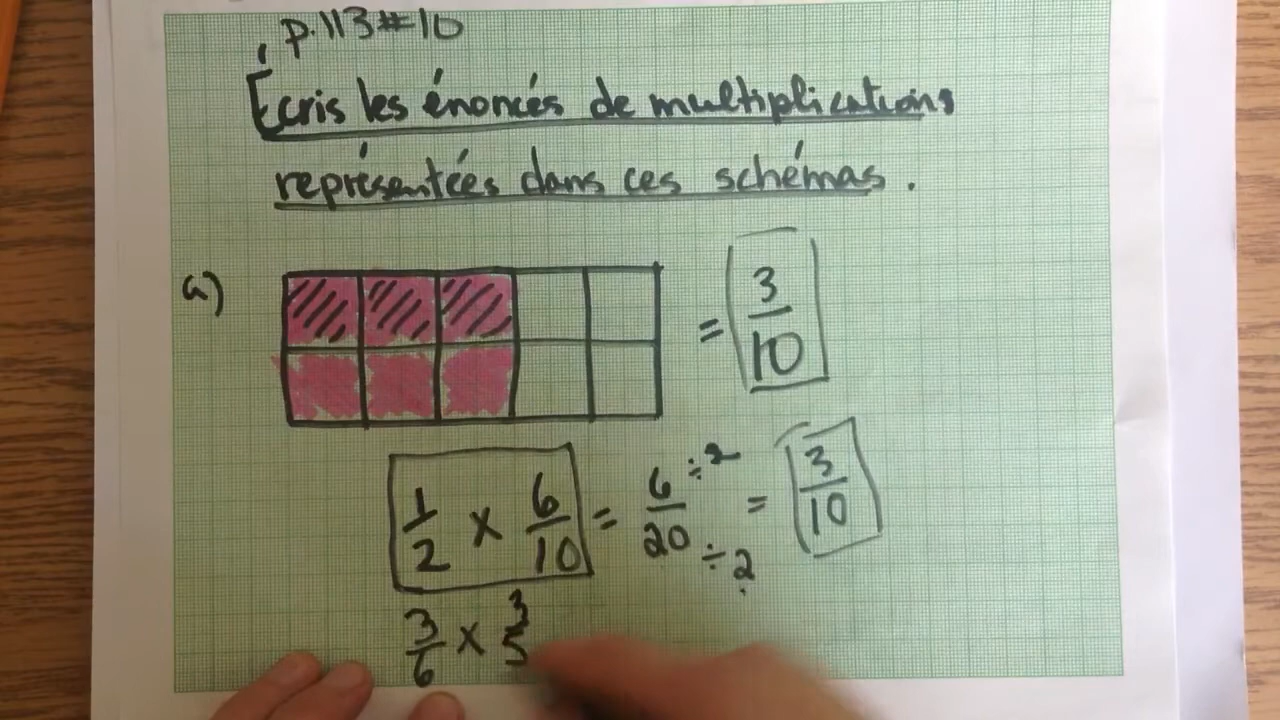 p.113#10
Écris les énoncés de multiplications
représentées dans ces schémas.
a) = 3/10
1/2 x 6/10 = 6/20 ÷2 ÷2 = 3/10
3/6 x 3/5